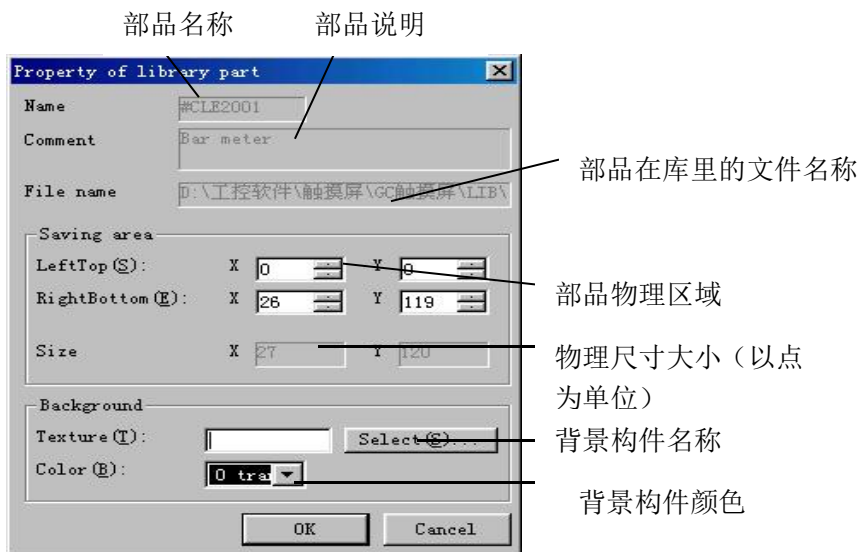 部品名称 部品说明
Property of library part
Name #CLE2001
Comment Bar meter
部品在库里的文件名称
File name D:\工控软件\触摸屏\GC触摸屏\LIB\
Saving area
LeftTop(S): X 0 Y 0
部品物理区域
RightBottom(E): X 26 Y 119
物理尺寸大小（以点
Size X 27 Y 120
为单位）
Background
Texture(T): Select(S)... 背景构件名称
Color(B): 0 tra
背景构件颜色
OK Cancel